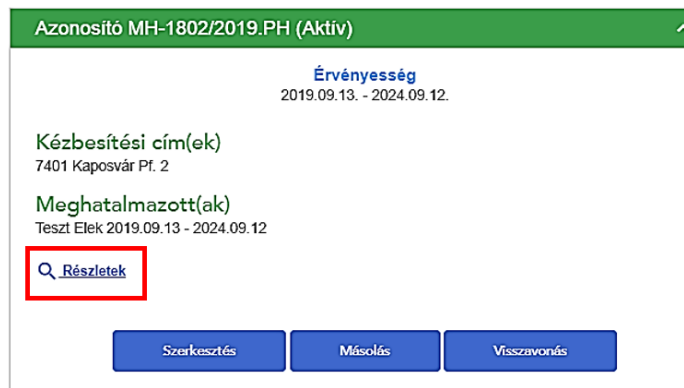 Azonosító MH-1802/2019.PH (Aktív)
Érvényesség
2019.09.13. - 2024.09.12.
Kézbesítési cím(ek)
7401 Kaposvár Pf. 2
Meghatalmazott(ak)
Teszt Elek 2019.09.13 - 2024.09.12
Részletek
Szerkesztés Másolás Visszavonás